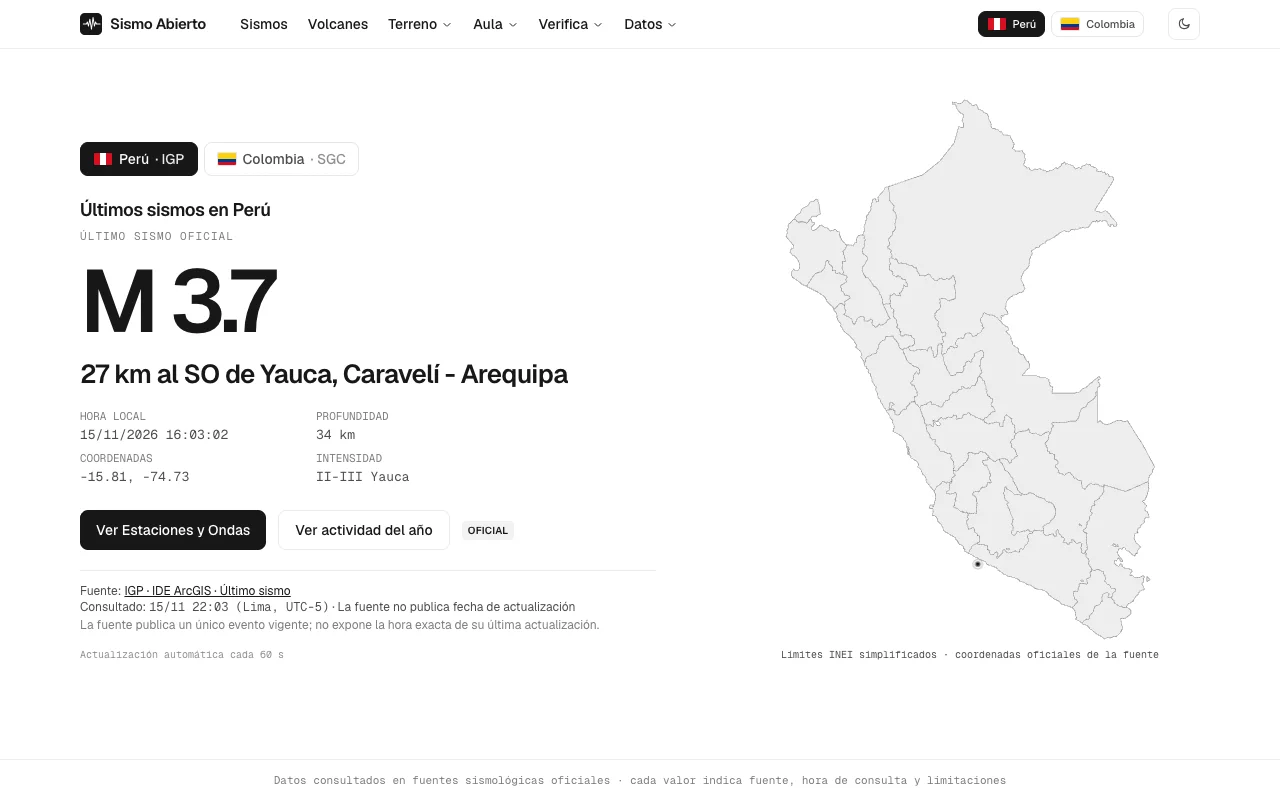 Sismo Abierto
Sismos
Volcanes
Terreno
Aula
Verifica
Datos
Perú
Colombia
Perú · IGP
Colombia · SGC
Últimos sismos en Perú
ÚLTIMO SISMO OFICIAL
M 3.7
27 km al SO de Yauca, Caravelí - Arequipa
HORA LOCAL
15/11/2026 16:03:02
PROFUNDIDAD
34 km
COORDENADAS
-15.81, -74.73
INTENSIDAD
II-III Yauca
Ver Estaciones y Ondas
Ver actividad del año
OFICIAL
Fuente: IGP · IDE ArcGIS · Último sismo
Consultado: 15/11 22:03 (Lima, UTC-5) · La fuente no publica fecha de actualización
La fuente publica un único evento vigente; no expone la hora exacta de su última actualización.
Actualización automática cada 60 s
Límites INEI simplificados · coordenadas oficiales de la fuente
Datos consultados en fuentes sismológicas oficiales · cada valor indica fuente, hora de consulta y limitaciones